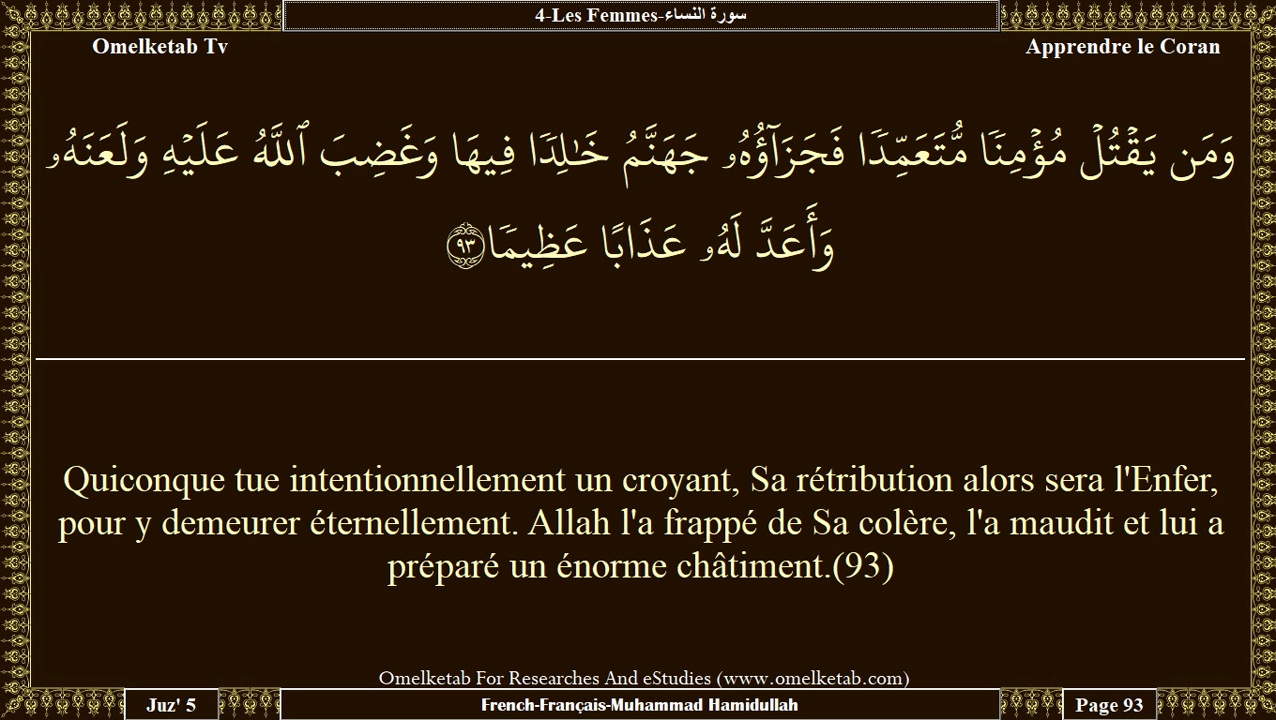 4-Les Femmes-سورة النساء
Omelketab Tv
Apprendre le Coran
وَمَن يَقْتُلْ مُؤْمِنًا مُّتَعَمِّدًا فَجَزَآؤُهُۥ جَهَنَّمُ خَٰلِدًا فِيهَا وَغَضِبَ ٱللَّهُ عَلَيْهِ وَلَعَنَهُۥ
وَأَعَدَّ لَهُۥ عَذَابًا عَظِيمًا ٩٣
Quiconque tue intentionnellement un croyant, Sa rétribution alors sera l'Enfer,
pour y demeurer éternellement. Allah l'a frappé de Sa colère, l'a maudit et lui a
préparé un énorme châtiment.(93)
Omelketab For Researches And eStudies (www.omelketab.com)
Juz' 5
French-Français-Muhammad Hamidullah
Page 93